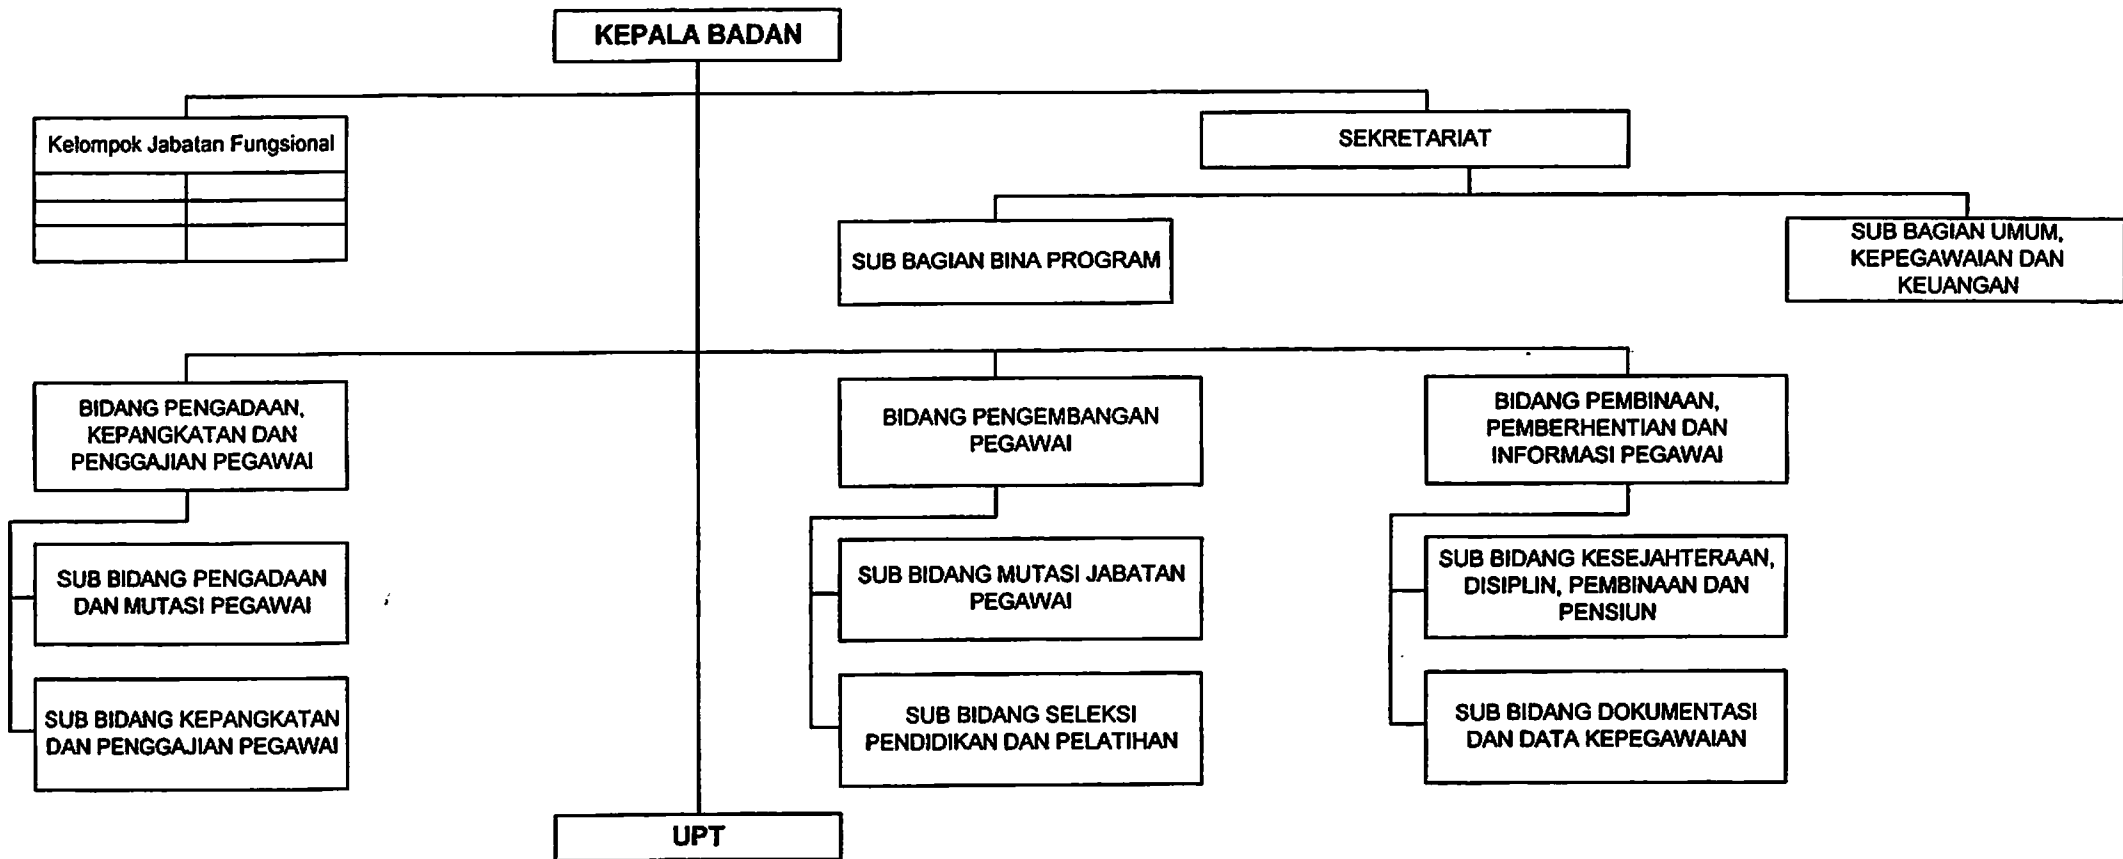 KEPALA BADAN
Kelompok Jabatan Fungsional
SEKRETARIAT
SUB BAGIAN BINA PROGRAM
SUB BAGIAN UMUM,
KEPEGAWAIAN DAN
KEUANGAN
BIDANG PENGADAAN,
KEPANGKATAN DAN
PENGGAJIAN PEGAWAI
BIDANG PENGEMBANGAN
PEGAWAI
BIDANG PEMBINAAN,
PEMBERHENTIAN DAN
INFORMASI PEGAWAI
SUB BIDANG PENGADAAN
DAN MUTASI PEGAWAI
SUB BIDANG MUTASI JABATAN
PEGAWAI
SUB BIDANG KESEJAHTERAAN,
DISIPLIN, PEMBINAAN DAN
PENSIUN
SUB BIDANG KEPANGKATAN
DAN PENGGAJIAN PEGAWAI
SUB BIDANG SELEKSI
PENDIDIKAN DAN PELATIHAN
SUB BIDANG DOKUMENTASI
DAN DATA KEPEGAWAIAN
UPT